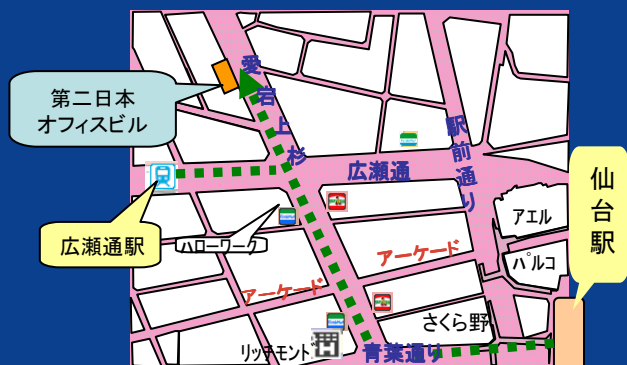 第二日本
オフィスビル
愛岩上杉
駅前通り
広瀬通
仙台駅
広瀬通駅
ハローワーク
アエル
パルコ
アーケード
アーケード
さくら野
リッチモンド
青葉通り